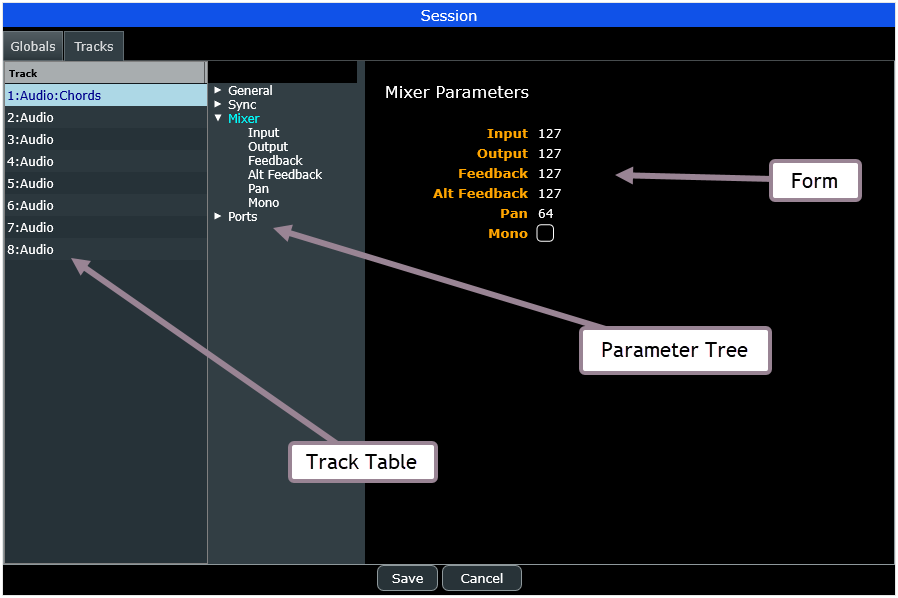 Session
Globals
Tracks
Track
1:Audio:Chords
2:Audio
3:Audio
4:Audio
5:Audio
6:Audio
7:Audio
8:Audio
General
Sync
Mixer
Input
Output
Feedback
Alt Feedback
Pan
Mono
Ports
Mixer Parameters
Input 127
Output 127
Feedback 127
Alt Feedback 127
Pan 64
Mono
Form
Parameter Tree
Track Table
Save
Cancel